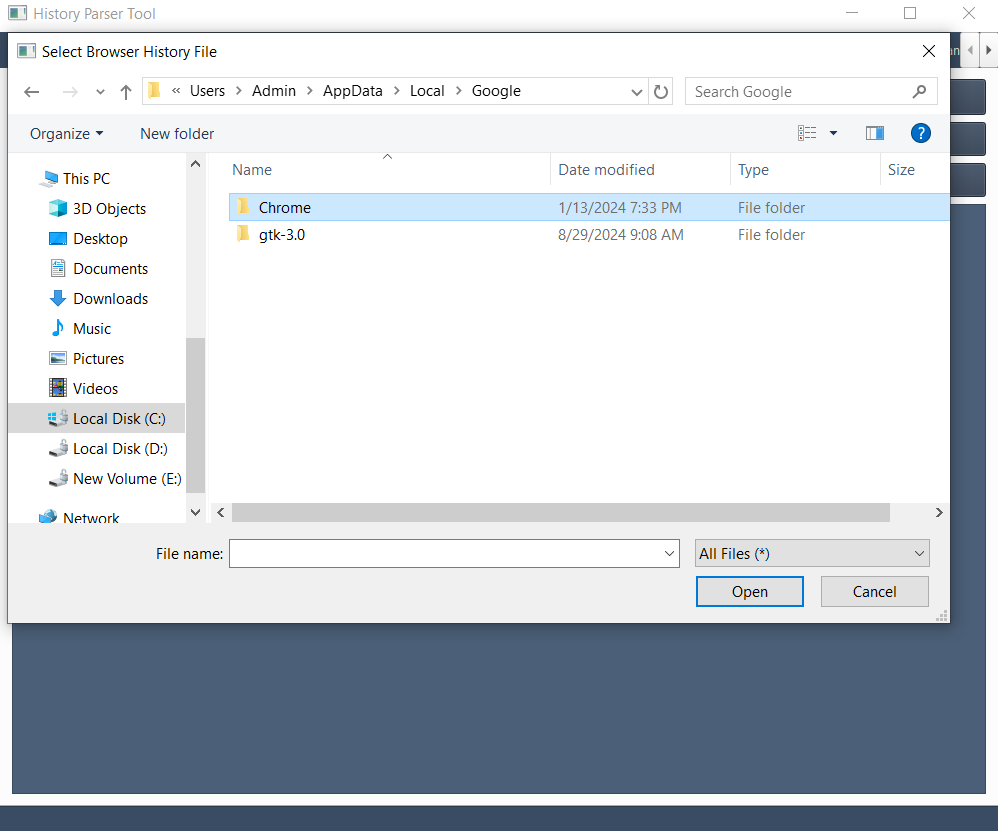 History Parser Tool
Select Browser History File
« Users > Admin > AppData > Local > Google
Search Google
Organize
New folder
Name
Date modified
Type
Size
Chrome 1/13/2024 7:33 PM File folder
gtk-3.0 8/29/2024 9:08 AM File folder
This PC
3D Objects
Desktop
Documents
Downloads
Music
Pictures
Videos
Local Disk (C:)
Local Disk (D:)
New Volume (E:)
Network
File name:
All Files (*)
Open
Cancel